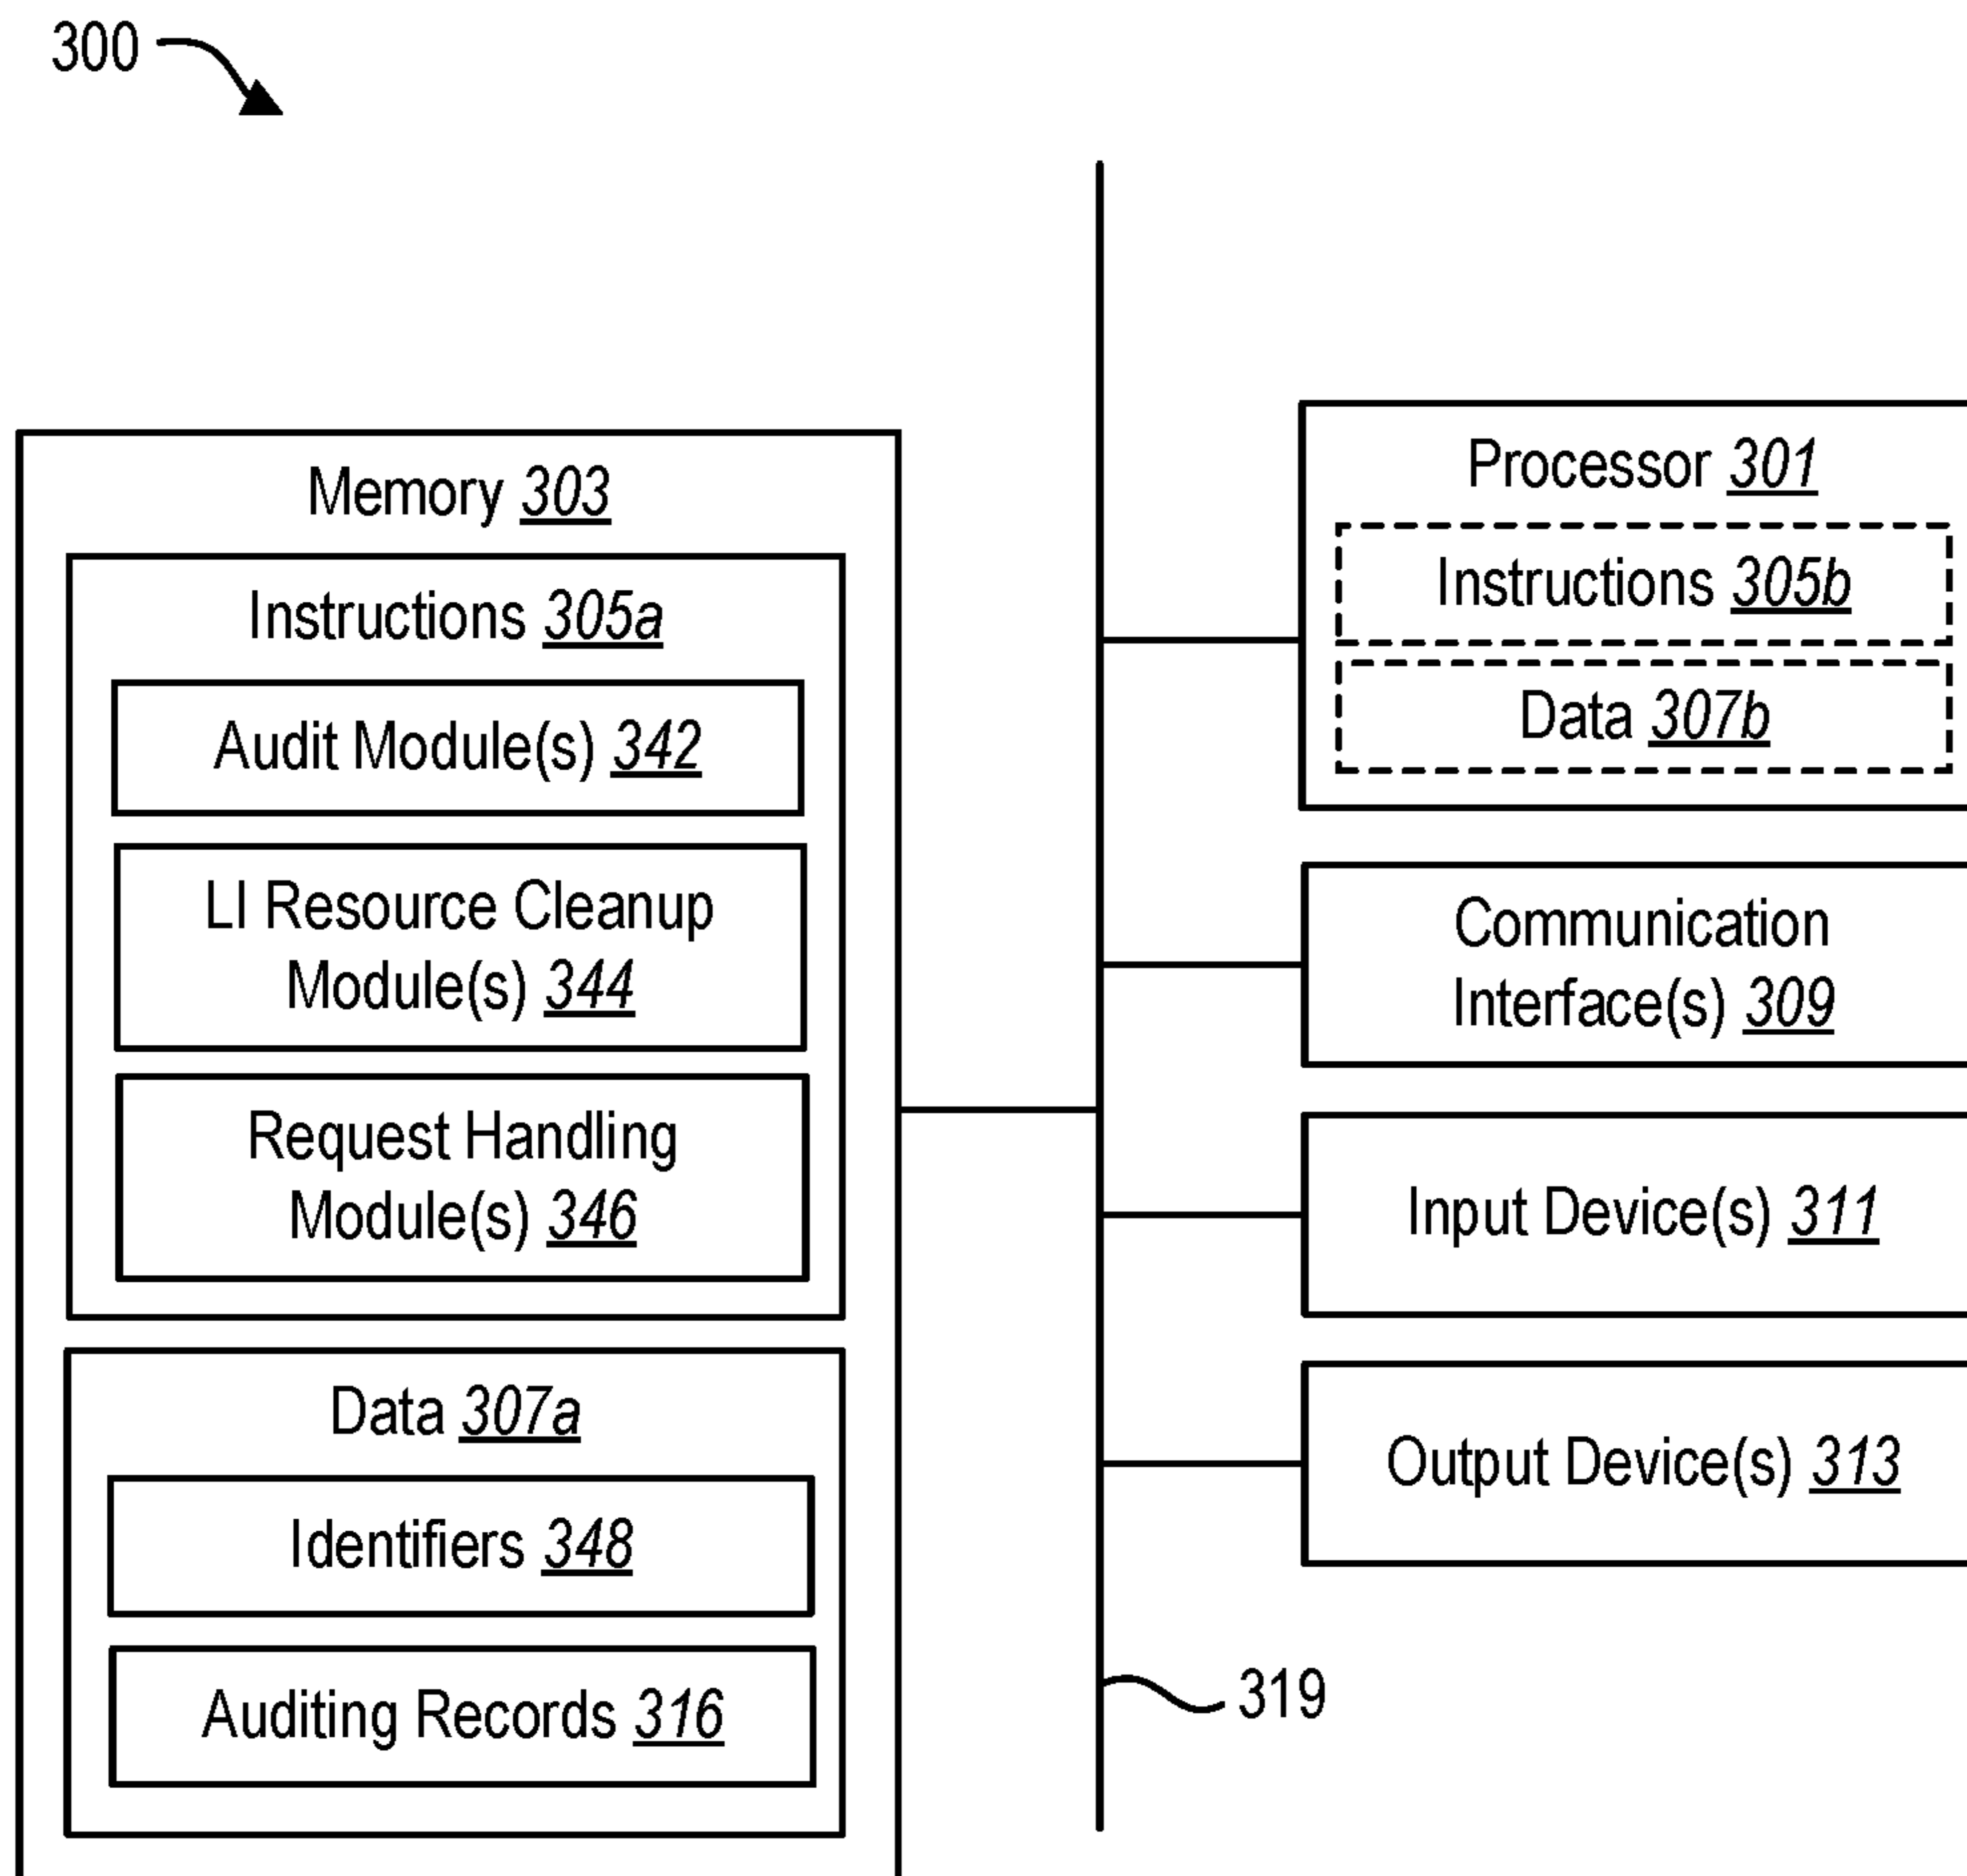 300
Memory 303
Instructions 305a
Audit Module(s) 342
LI Resource Cleanup
Module(s) 344
Request Handling
Module(s) 346
Data 307a
Identifiers 348
Auditing Records 316
Processor 301
Instructions 305b
Data 307b
Communication
Interface(s) 309
Input Device(s) 311
Output Device(s) 313
319